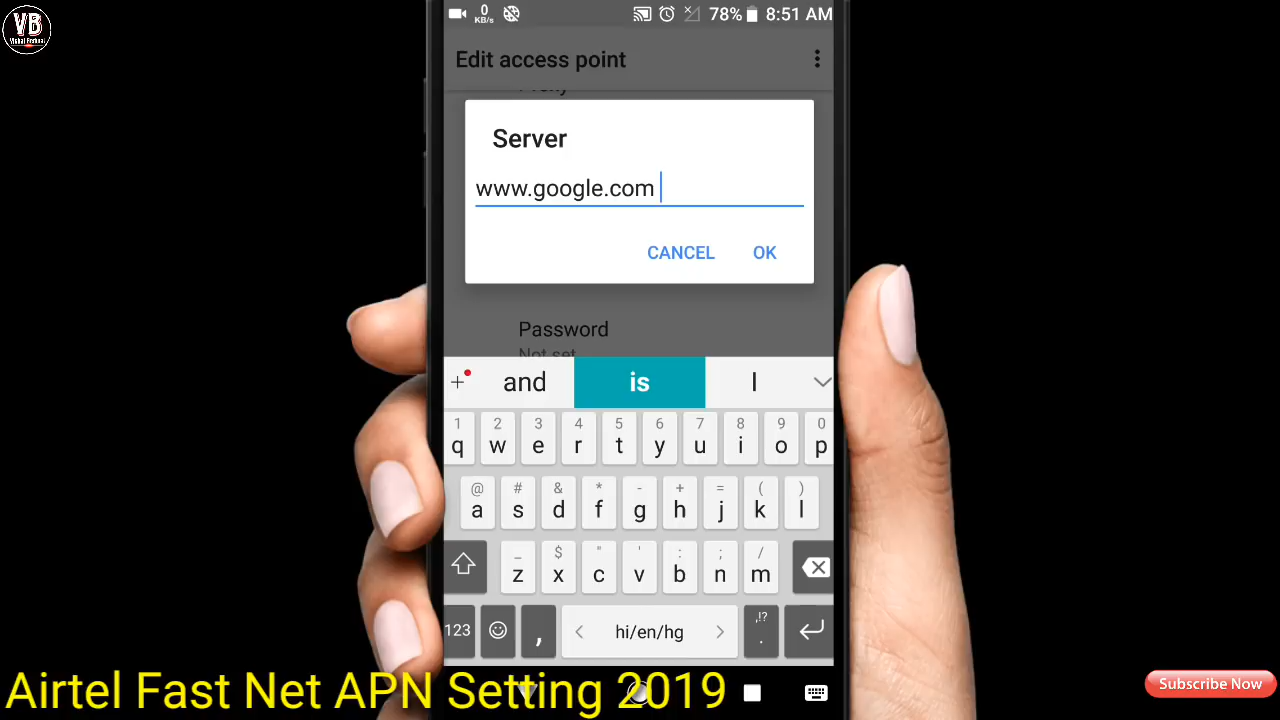 VB
0
KB/s
78%
8:51 AM
Edit access point
Server
www.google.com
CANCEL
OK
Password
Not set
+
and
is
I
1 2 3 4 5 6 7 8 9 0
q w e r t y u i o p
@ # & * - + = ( )
a s d f g h j k l
_ $ " ' : ; /
z x c v b n m
,!?
123 , < hi/en/hg > .
Airtel Fast Net APN Setting 2019
Subscribe Now